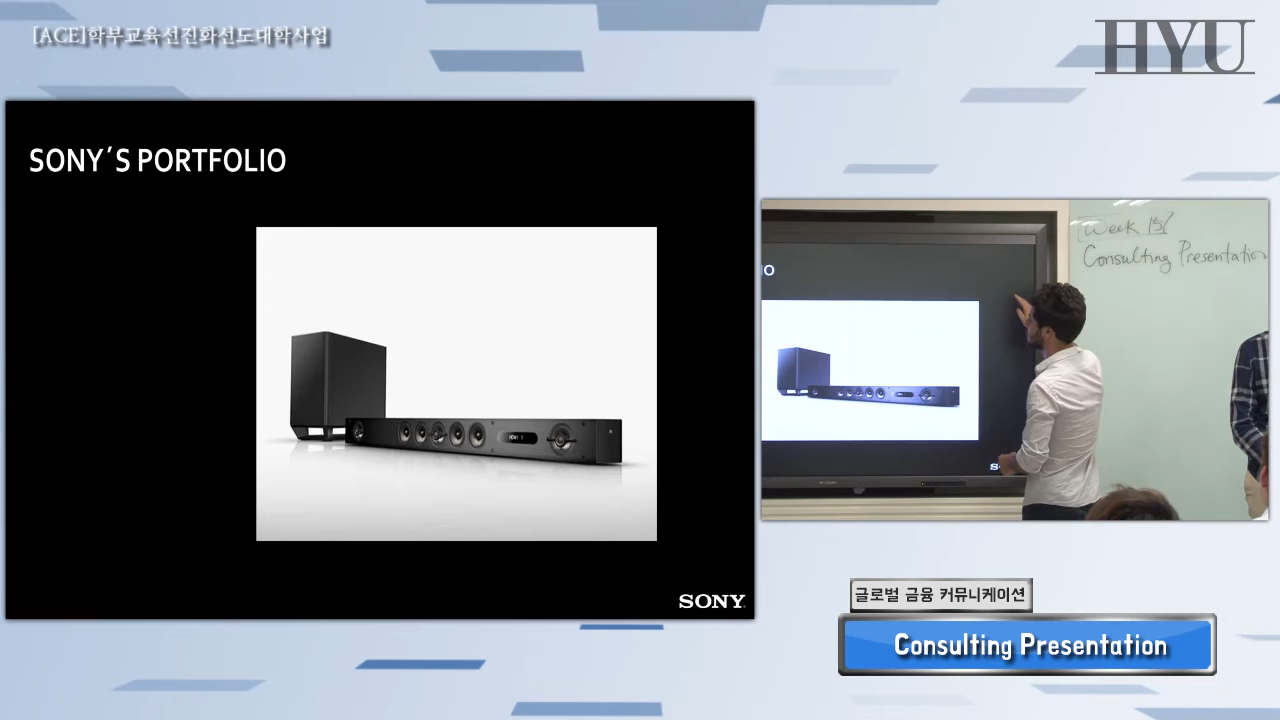 [ACE]학부교육선진화선도대학사업
HYU
SONY´S PORTFOLIO
SONY
IO
Week 15/
Consulting Presentation
글로벌 금융 커뮤니케이션
Consulting Presentation